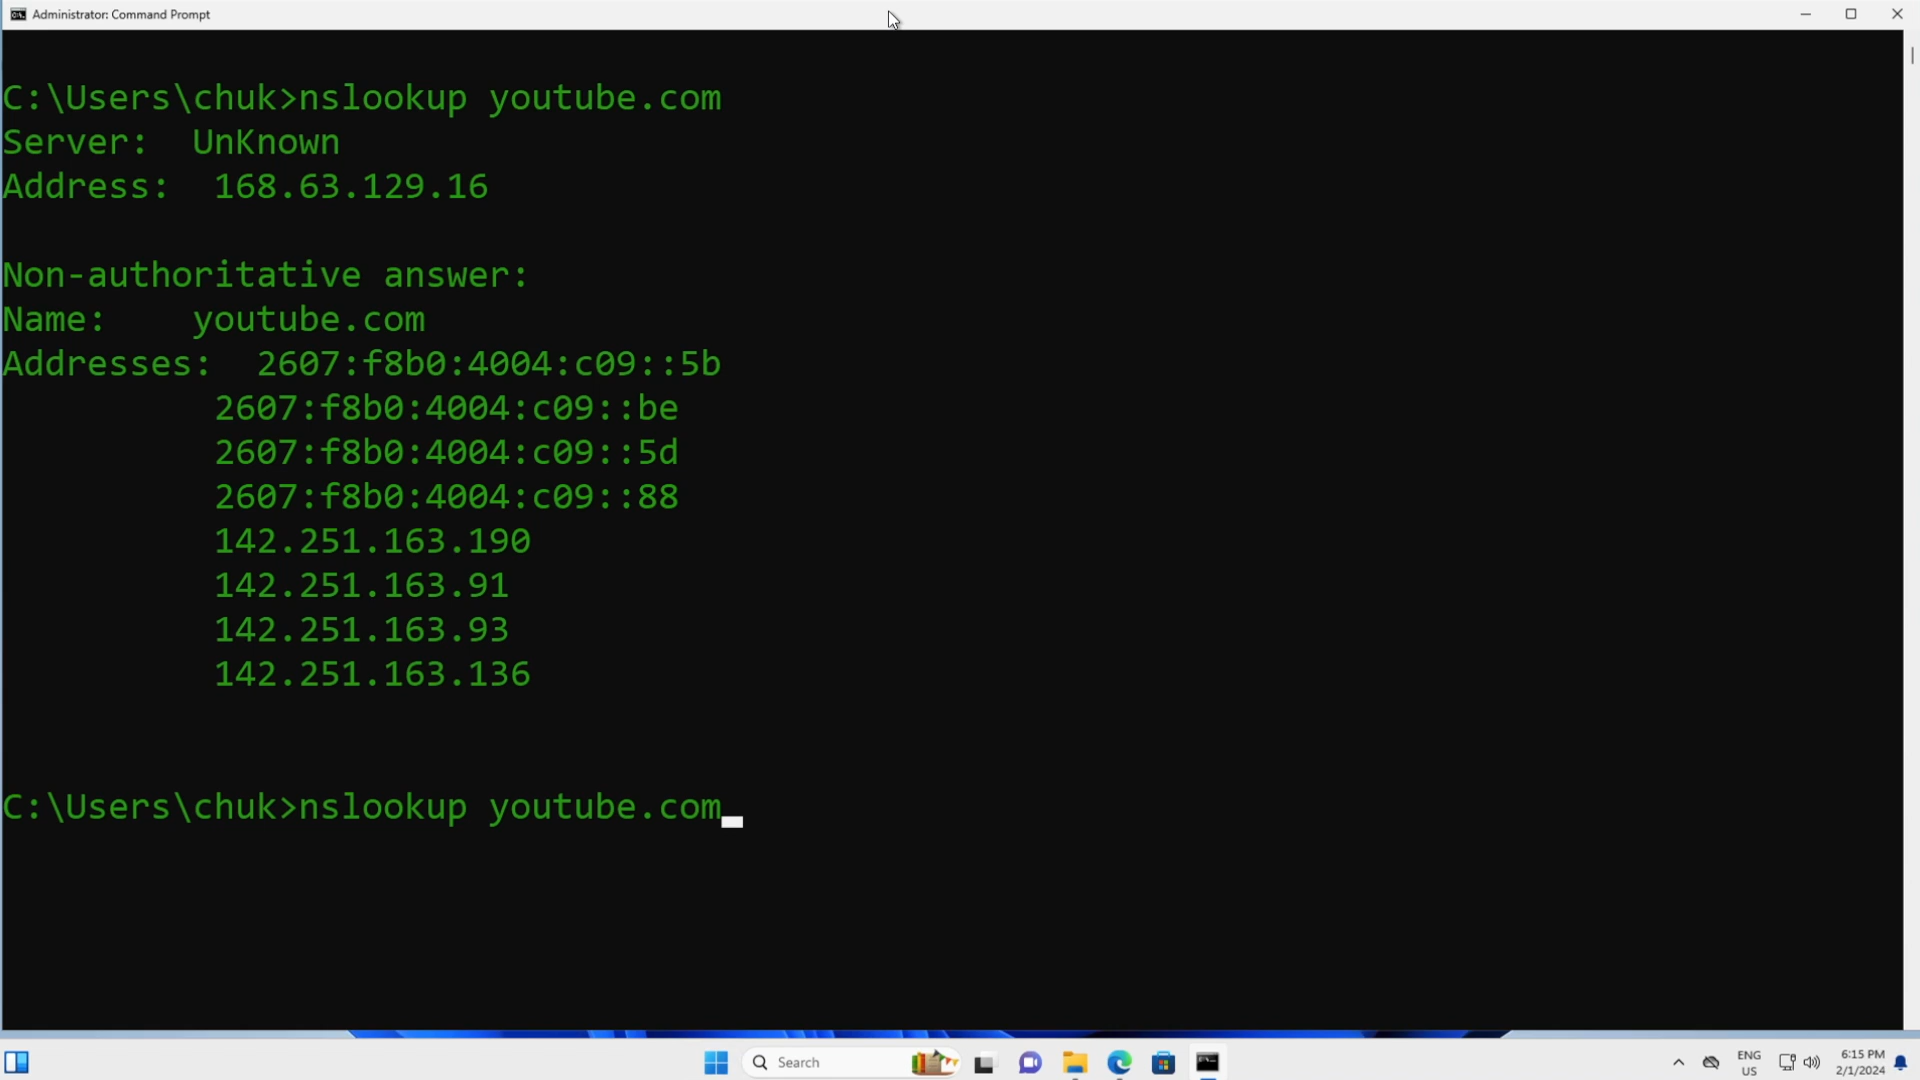 Administrator: Command Prompt
C:\Users\chuk>nslookup youtube.com
Server:  UnKnown
Address:  168.63.129.16
Non-authoritative answer:
Name:    youtube.com
Addresses:  2607:f8b0:4004:c09::5b
2607:f8b0:4004:c09::be
2607:f8b0:4004:c09::5d
2607:f8b0:4004:c09::88
142.251.163.190
142.251.163.91
142.251.163.93
142.251.163.136
C:\Users\chuk>nslookup youtube.com
Search
ENG
US
6:15 PM
2/1/2024